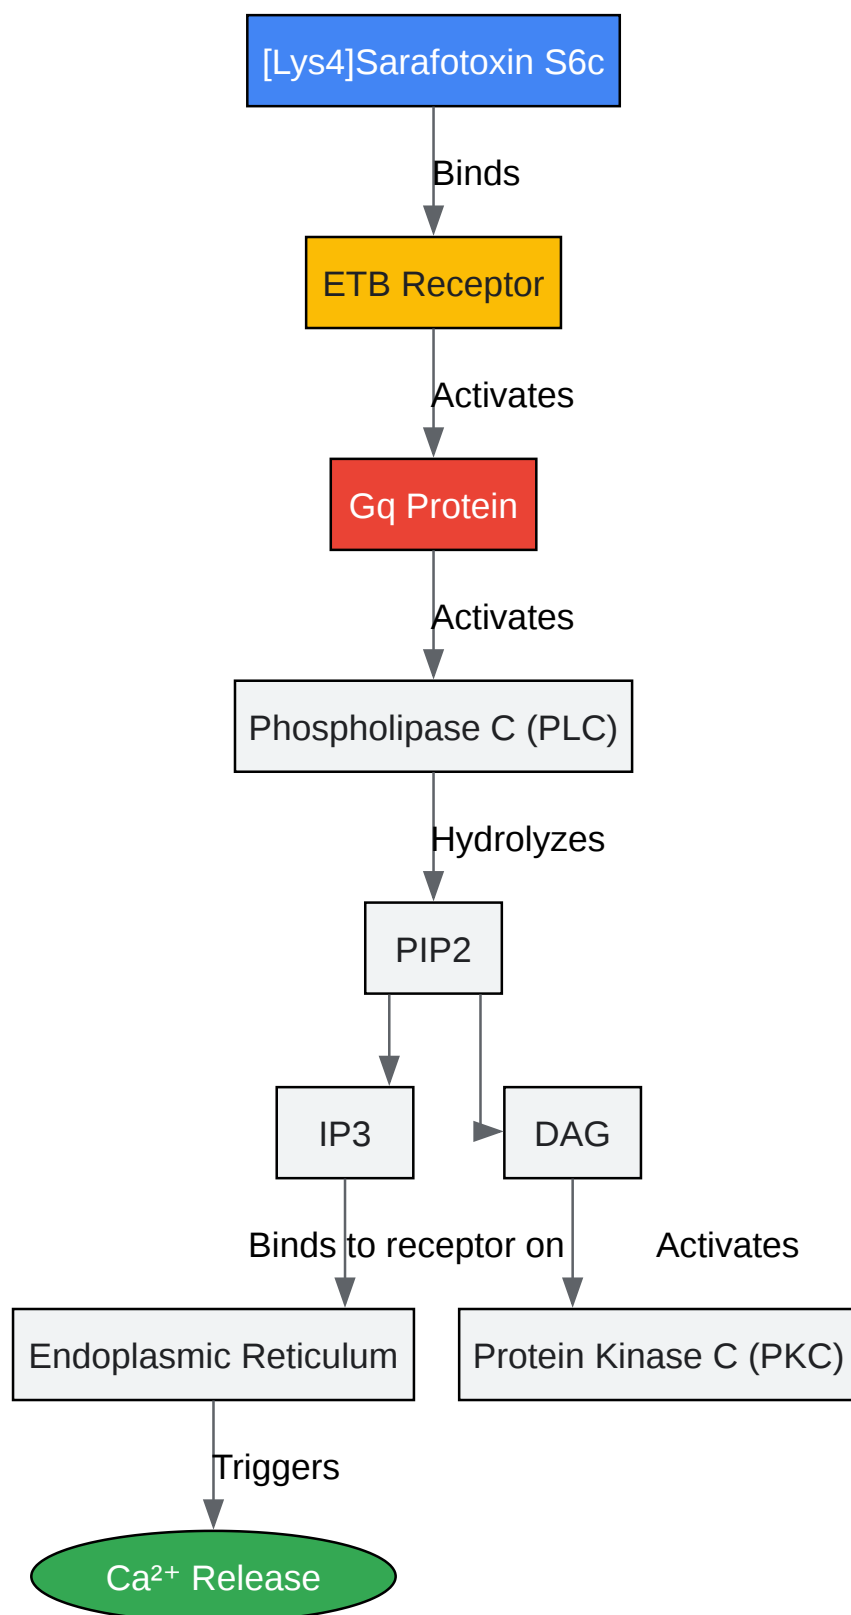 [Lys4]Sarafotoxin S6c
Binds
ETB Receptor
Activates
Gq Protein
Activates
Phospholipase C (PLC)
Hydrolyzes
PIP2
IP3
DAG
Binds to receptor on
Activates
Endoplasmic Reticulum
Protein Kinase C (PKC)
Triggers
Ca²⁺ Release